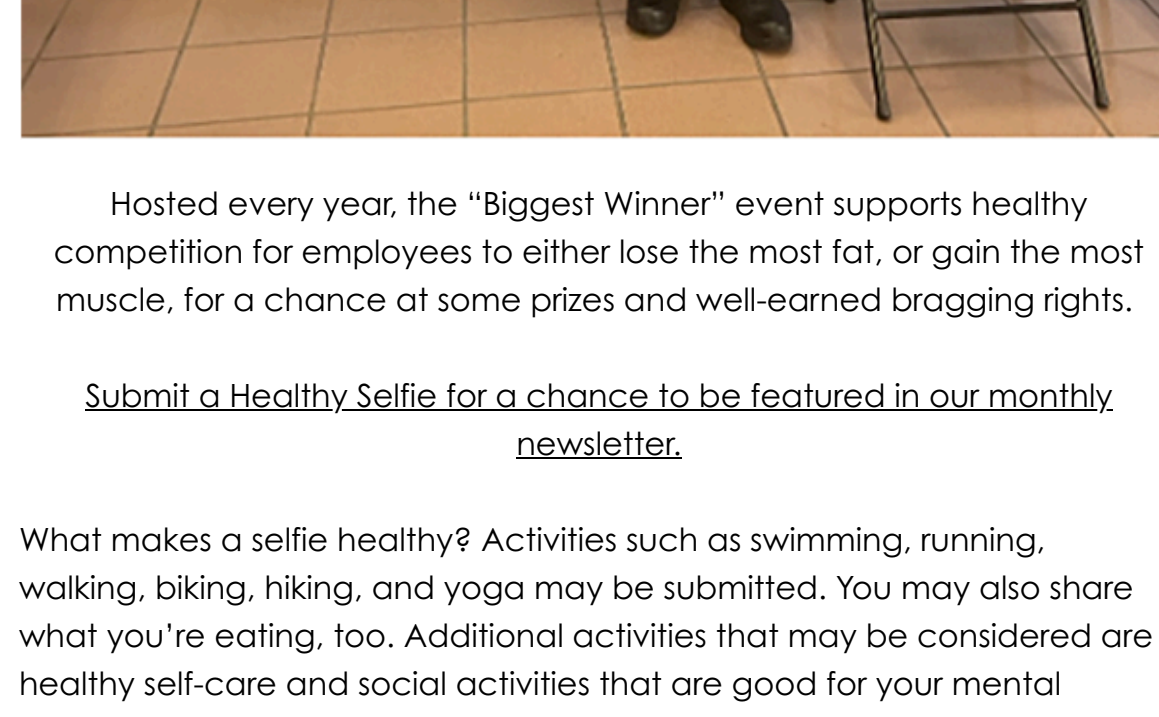 Hosted every year, the “Biggest Winner” event supports healthy
competition for employees to either lose the most fat, or gain the most
muscle, for a chance at some prizes and well-earned bragging rights.
Submit a Healthy Selfie for a chance to be featured in our monthly
newsletter.
What makes a selfie healthy? Activities such as swimming, running,
walking, biking, hiking, and yoga may be submitted. You may also share
what you’re eating, too. Additional activities that may be considered are
healthy self-care and social activities that are good for your mental